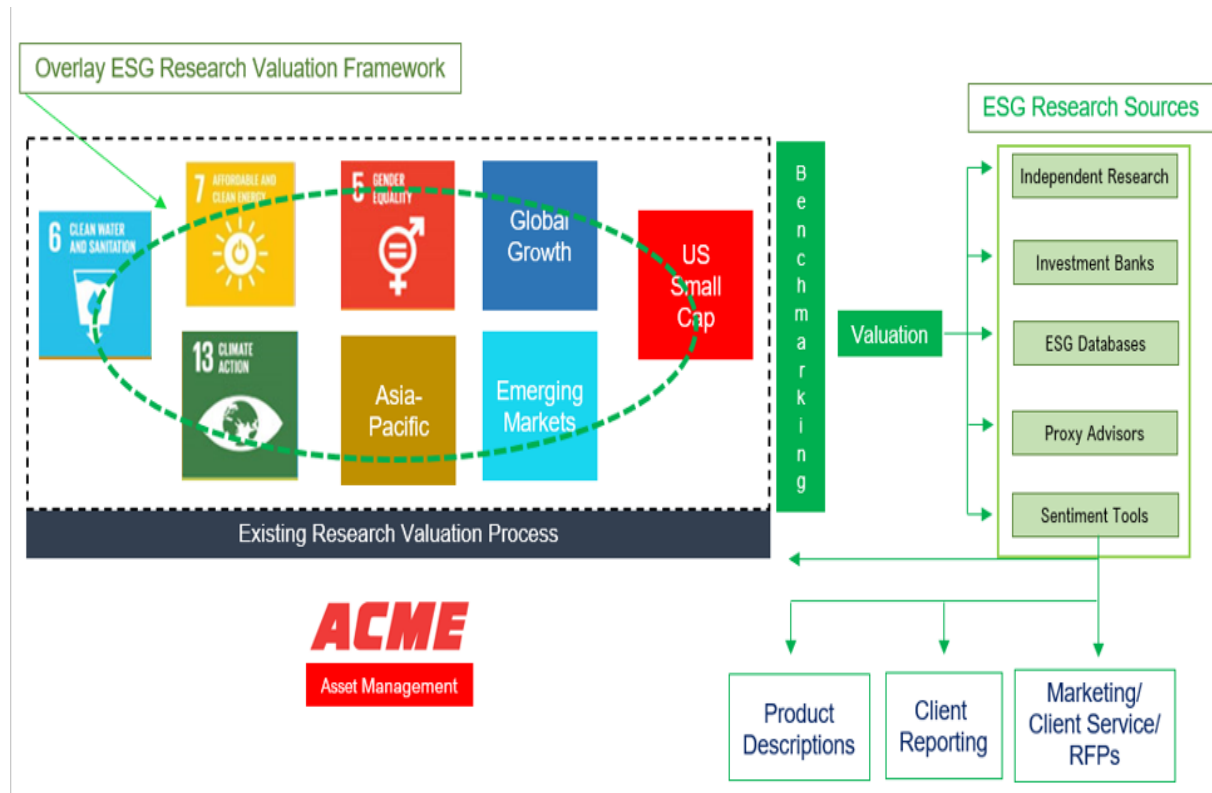 Overlay ESG Research Valuation Framework
ESG Research Sources
6 CLEAN WATER
AND SANITATION
7 AFFORDABLE AND
CLEAN ENERGY
5 GENDER
EQUALITY
Global
Growth
US
Small
Cap
13 CLIMATE
ACTION
Asia-
Pacific
Emerging
Markets
Benchmarking
Valuation
Independent Research
Investment Banks
ESG Databases
Proxy Advisors
Sentiment Tools
Existing Research Valuation Process
ACME
Asset Management
Product
Descriptions
Client
Reporting
Marketing/
Client Service/
RFPs